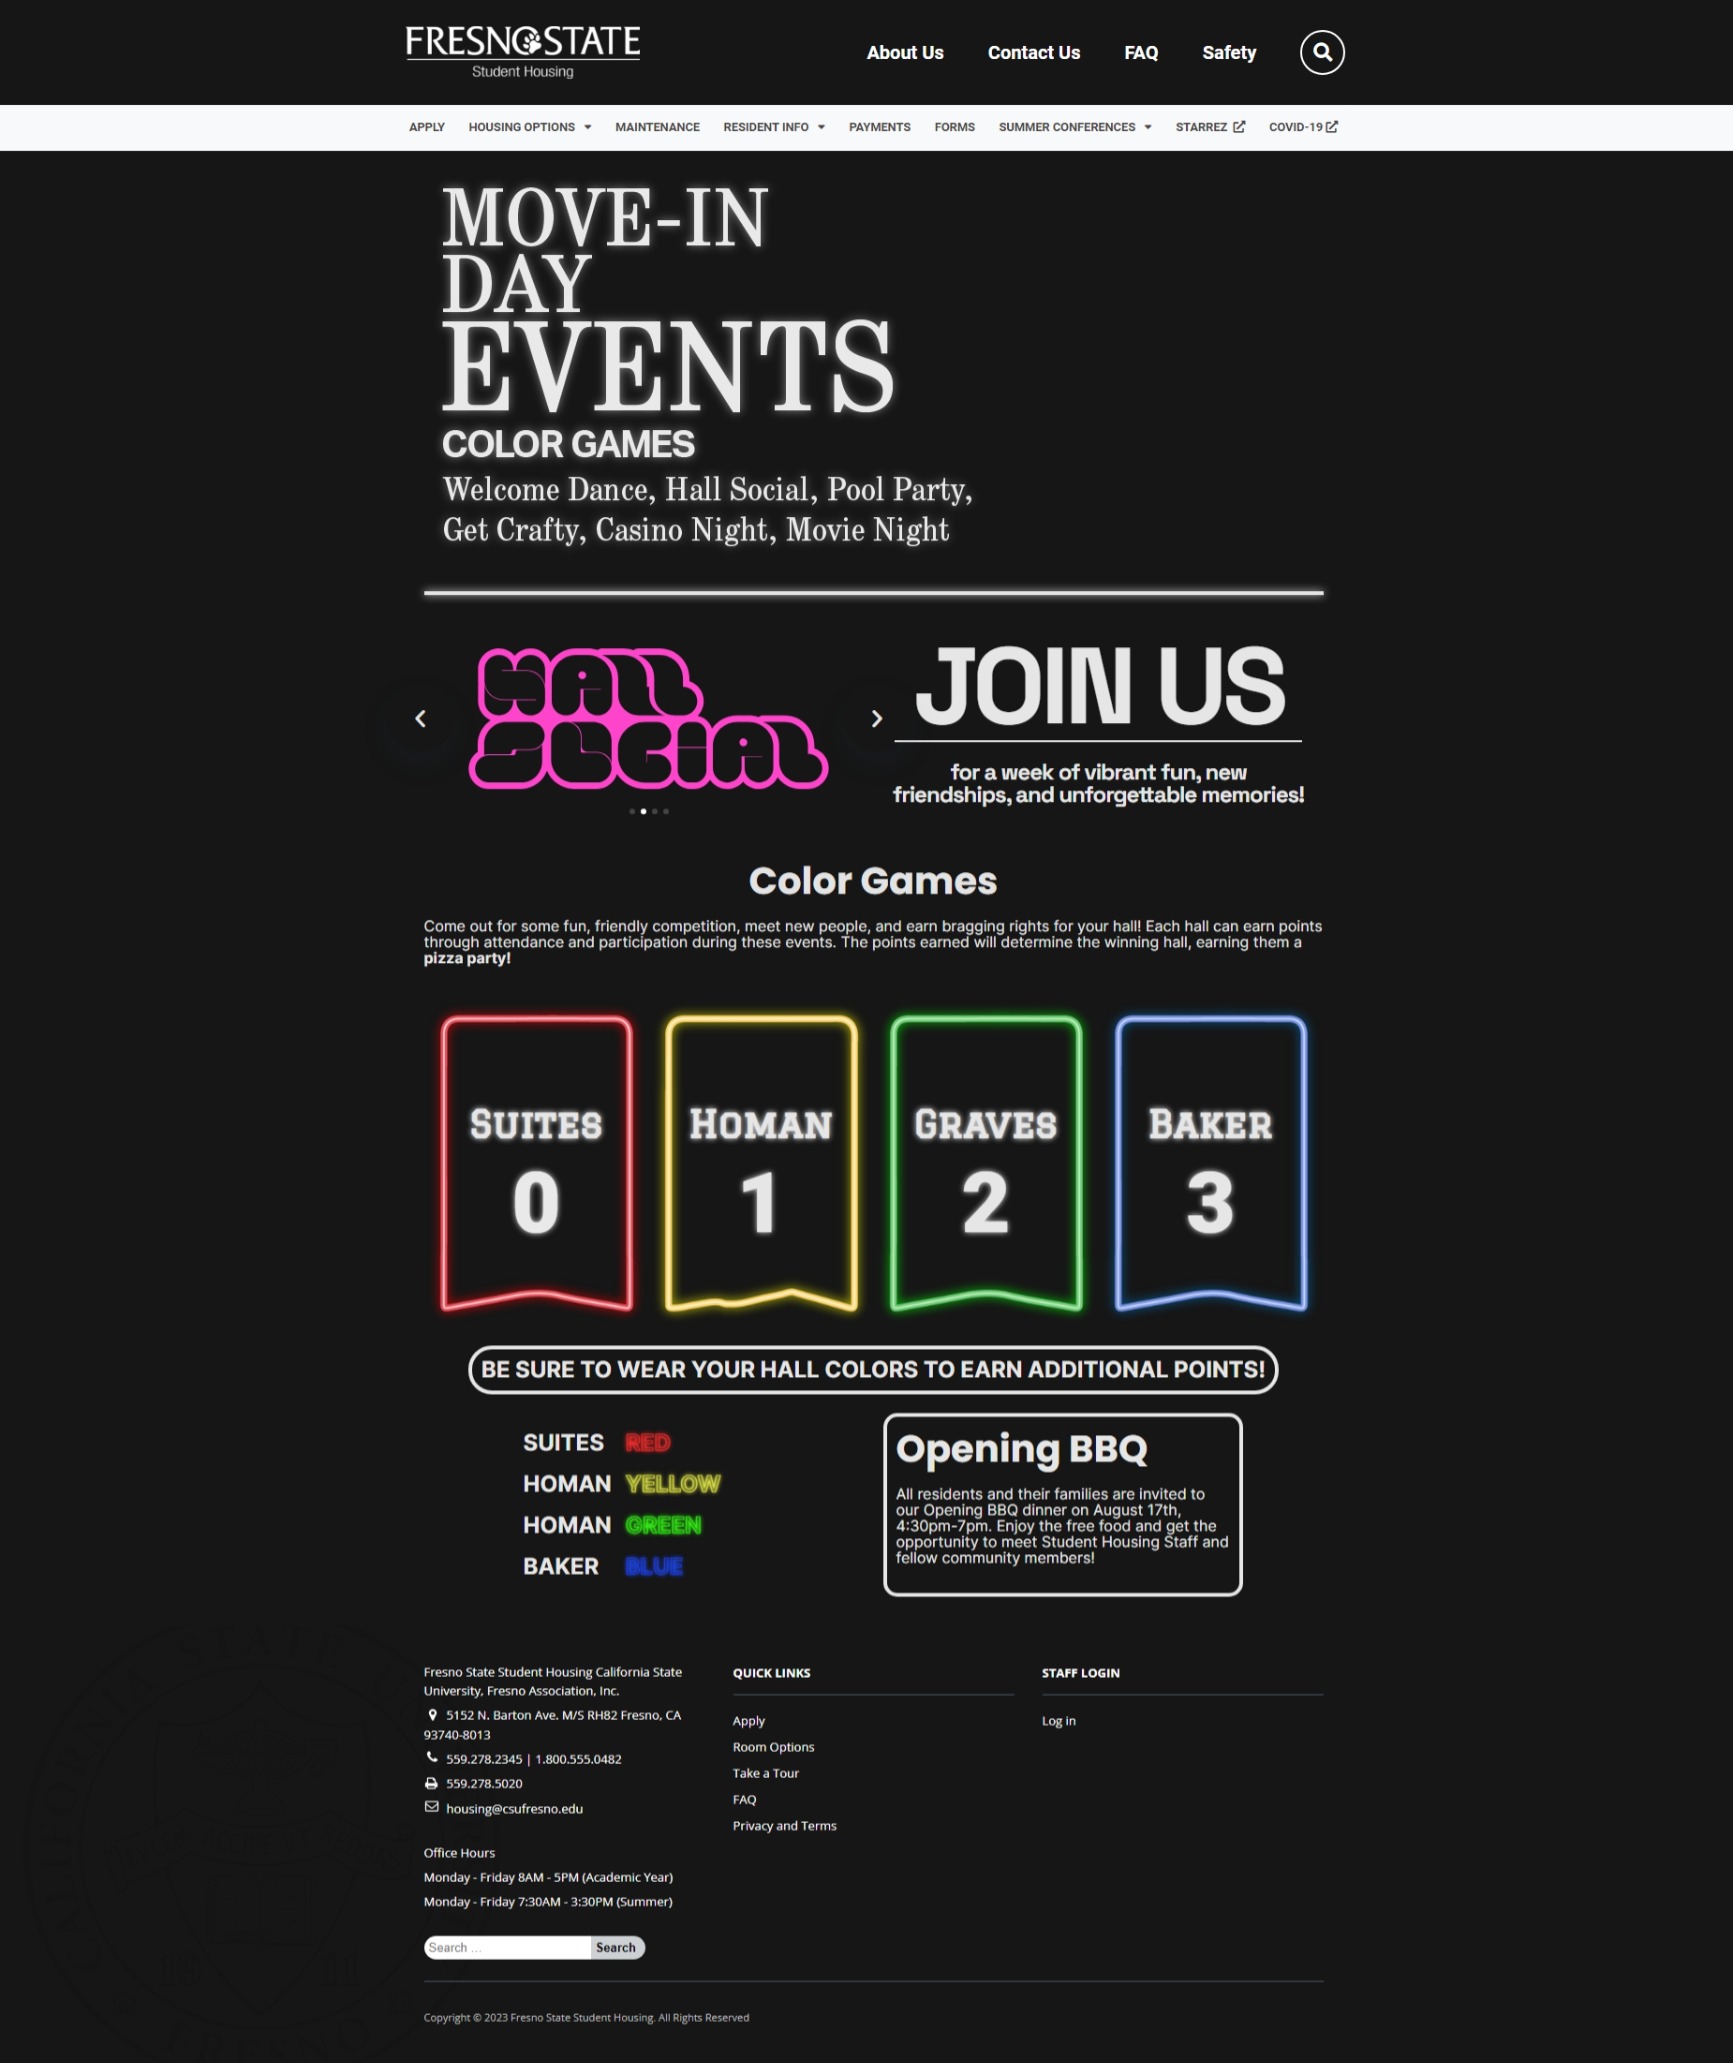 FRESNO STATE
Student Housing
About Us
Contact Us
FAQ
Safety
APPLY
HOUSING OPTIONS
MAINTENANCE
RESIDENT INFO
PAYMENTS
FORMS
SUMMER CONFERENCES
STARREZ
COVID-19
MOVE-IN
DAY
EVENTS
COLOR GAMES
Welcome Dance, Hall Social, Pool Party,
Get Crafty, Casino Night, Movie Night
HALL
SOCIAL
JOIN US
for a week of vibrant fun, new
friendships, and unforgettable memories!
Color Games
Come out for some fun, friendly competition, meet new people, and earn bragging rights for your hall! Each hall can earn points
through attendance and participation during these events. The points earned will determine the winning hall, earning them a
pizza party!
SUITES
0
HOMAN
1
GRAVES
2
BAKER
3
BE SURE TO WEAR YOUR HALL COLORS TO EARN ADDITIONAL POINTS!
SUITES RED
HOMAN YELLOW
HOMAN GREEN
BAKER BLUE
Opening BBQ
All residents and their families are invited to
our Opening BBQ dinner on August 17th,
4:30pm-7pm. Enjoy the free food and get the
opportunity to meet Student Housing Staff and
fellow community members!
Fresno State Student Housing California State
University, Fresno Association, Inc.
5152 N. Barton Ave. M/S RH82 Fresno, CA
93740-8013
559.278.2345 | 1.800.555.0482
559.278.5020
housing@csufresno.edu
Office Hours
Monday - Friday 8AM - 5PM (Academic Year)
Monday - Friday 7:30AM - 3:30PM (Summer)
Search ...
Search
QUICK LINKS
Apply
Room Options
Take a Tour
FAQ
Privacy and Terms
STAFF LOGIN
Log in
Copyright © 2023 Fresno State Student Housing. All Rights Reserved